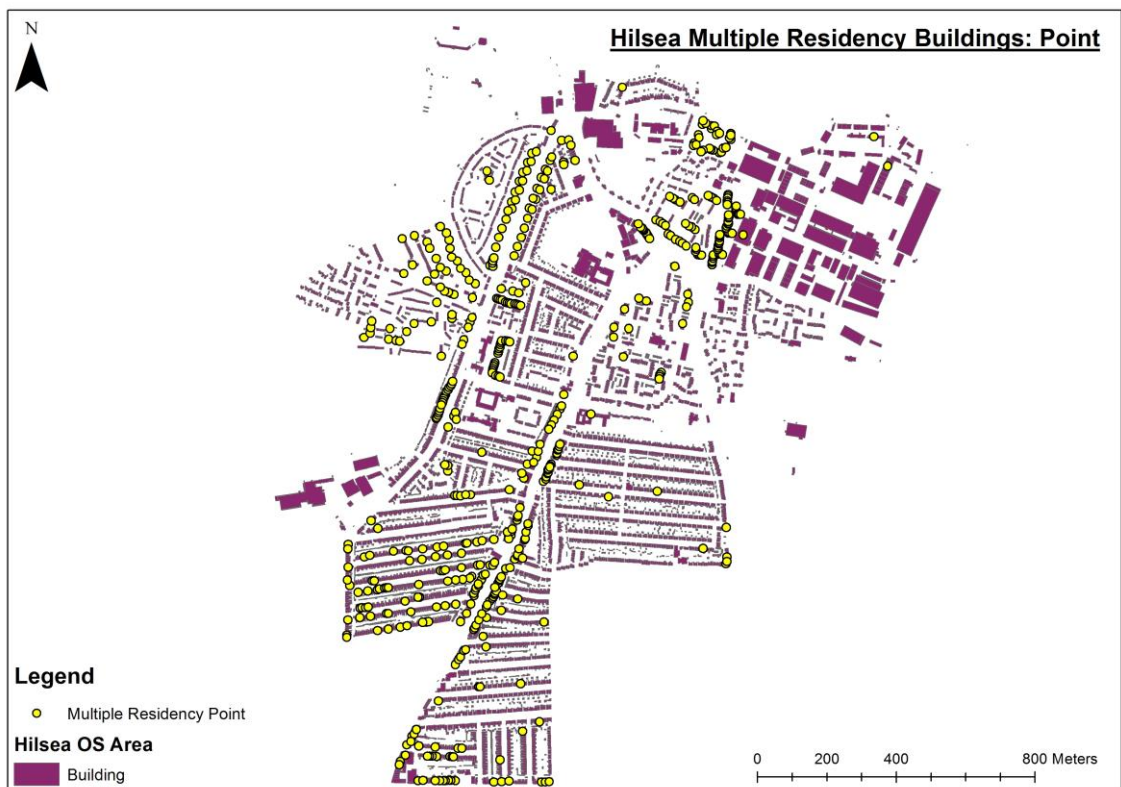 Hilsea Multiple Residency Buildings: Point
N
Legend
Multiple Residency Point
Hilsea OS Area
Building
0 200 400 800 Meters